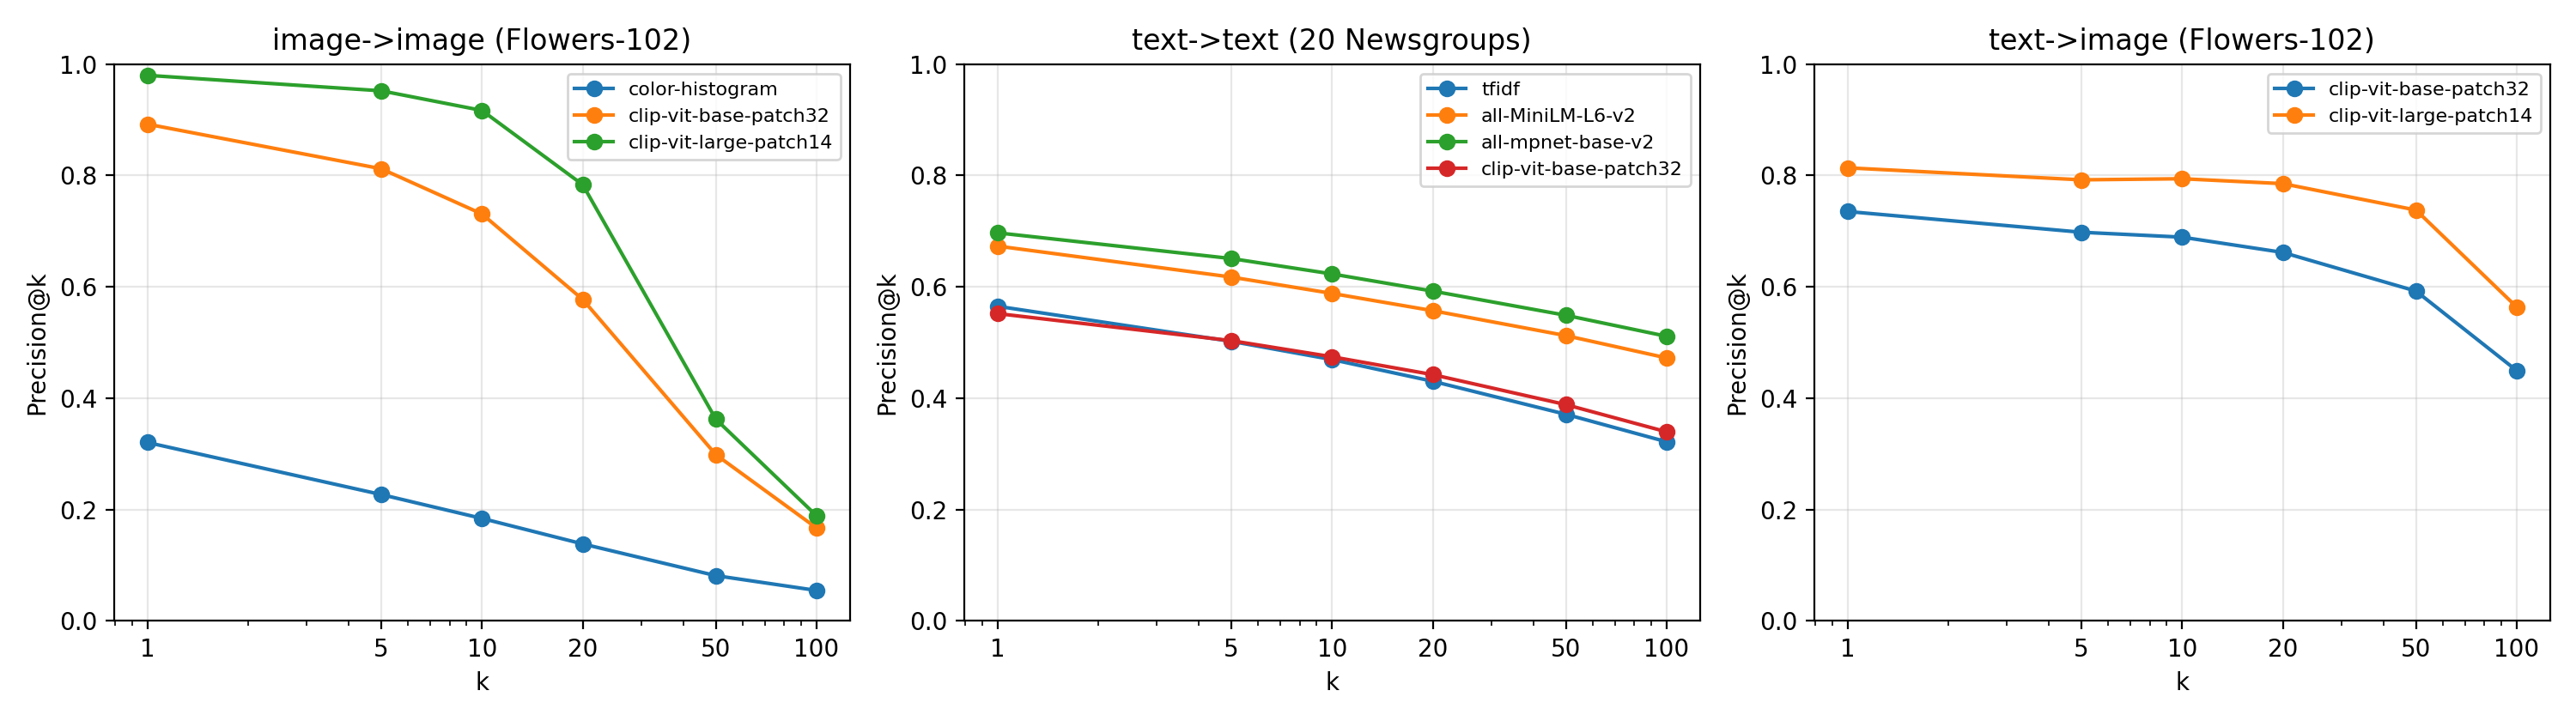 image->image (Flowers-102)
1.0
0.8
0.6
0.4
0.2
0.0
Precision@k
color-histogram
clip-vit-base-patch32
clip-vit-large-patch14
1 5 10 20 50 100
k
text->text (20 Newsgroups)
1.0
0.8
0.6
0.4
0.2
0.0
Precision@k
tfidf
all-MiniLM-L6-v2
all-mpnet-base-v2
clip-vit-base-patch32
1 5 10 20 50 100
k
text->image (Flowers-102)
1.0
0.8
0.6
0.4
0.2
0.0
Precision@k
clip-vit-base-patch32
clip-vit-large-patch14
1 5 10 20 50 100
k